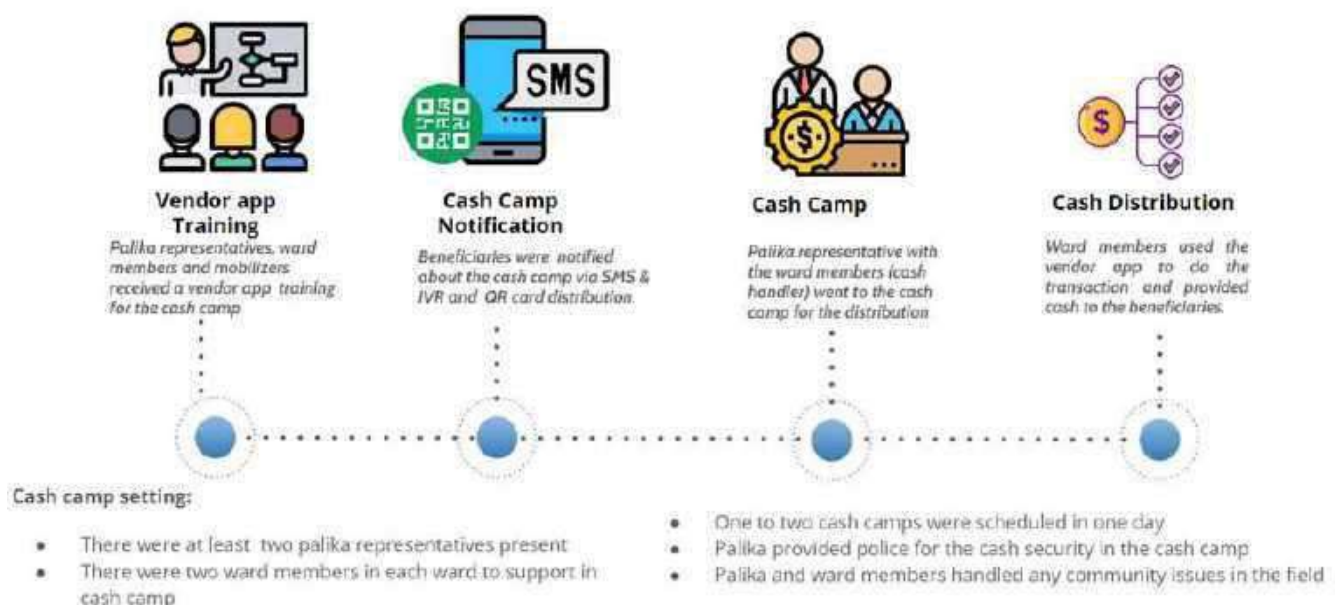 SMS
Vendor app
Training
Palika representatives, ward
members and mobilizers
received a vendor app training
for the cash camp
Cash Camp
Notification
Beneficiaries were notified
about the cash camp via SMS &
IVR and QR card distribution.
Cash Camp
Palika representative with
the ward members (cash
handler) went to the cash
camp for the distribution
Cash Distribution
Ward members used the
vendor app to do the
transaction and provided
cash to the beneficiaries.
Cash camp setting:
• There were at least two palika representatives present
• There were two ward members in each ward to support in
cash camp
• One to two cash camps were scheduled in one day
• Palika provided police for the cash security in the cash camp
• Palika and ward members handled any community issues in the field